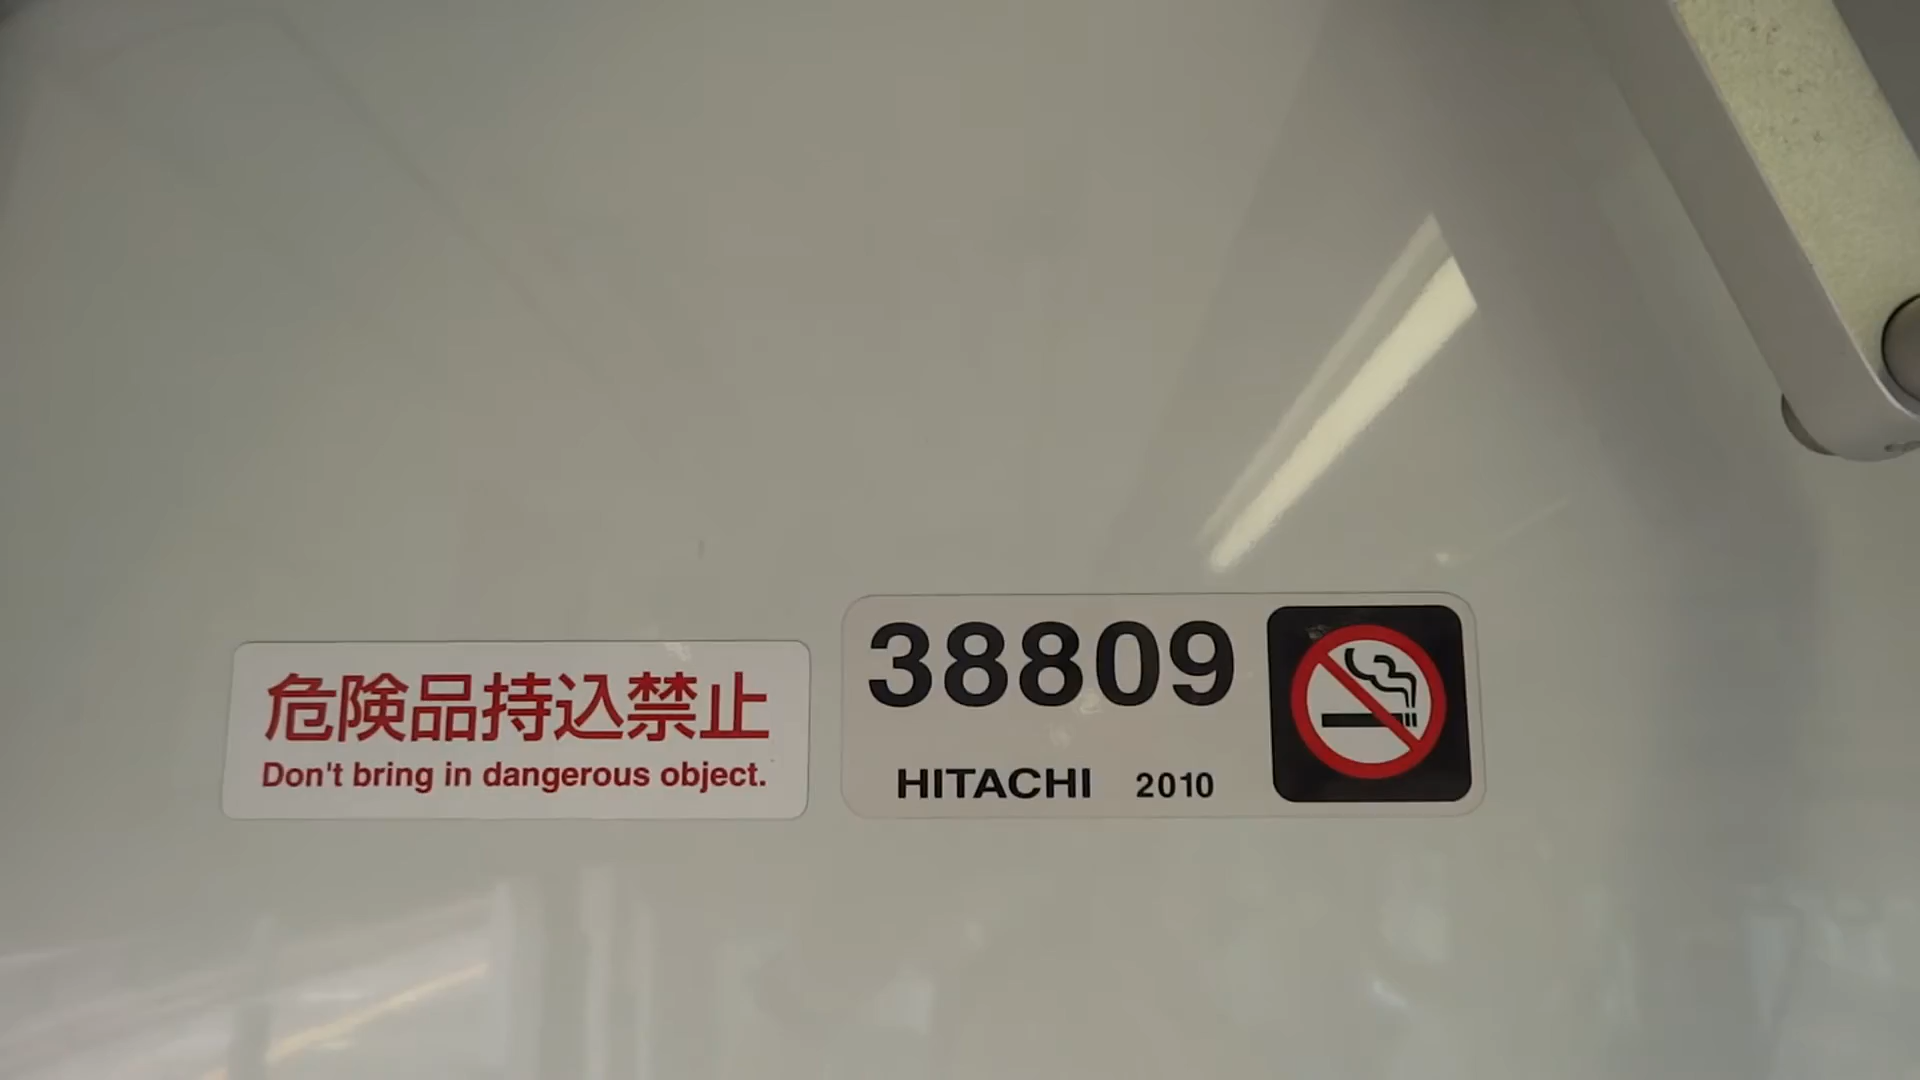 危険品持込禁止
Don't bring in dangerous object.
38809
HITACHI 2010